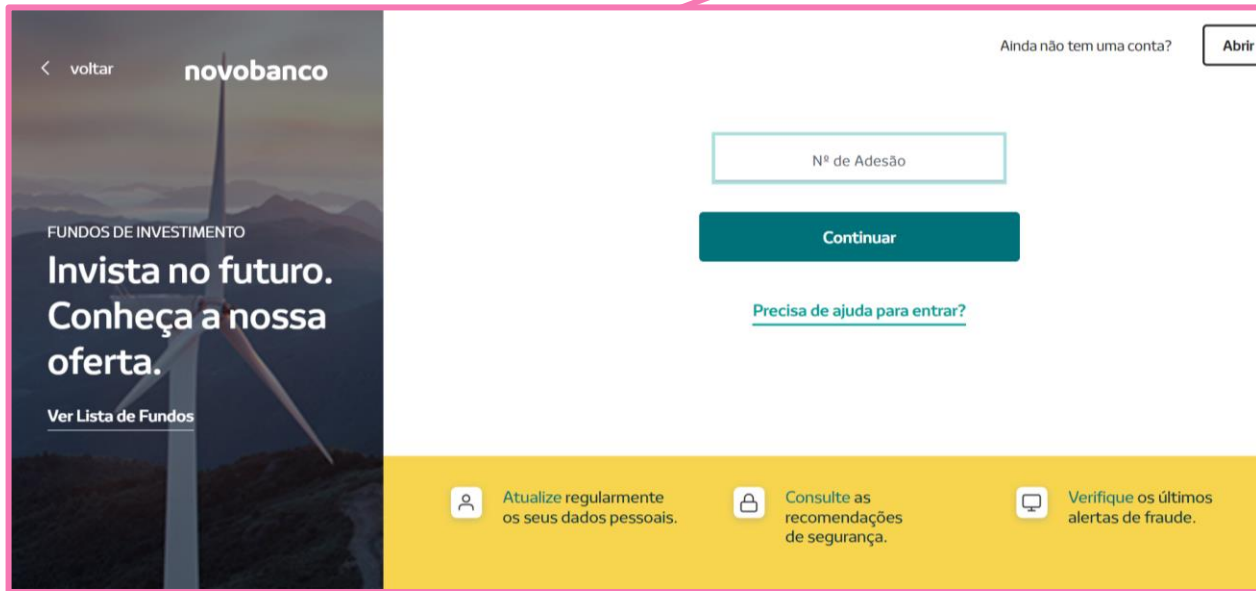 voltar
novobanco
FUNDOS DE INVESTIMENTO
Invista no futuro.
Conheça a nossa
oferta.
Ver Lista de Fundos
Ainda não tem uma conta?
Abrir
Nº de Adesão
Continuar
Precisa de ajuda para entrar?
Atualize regularmente
os seus dados pessoais.
Consulte as
recomendações
de segurança.
Verifique os últimos
alertas de fraude.